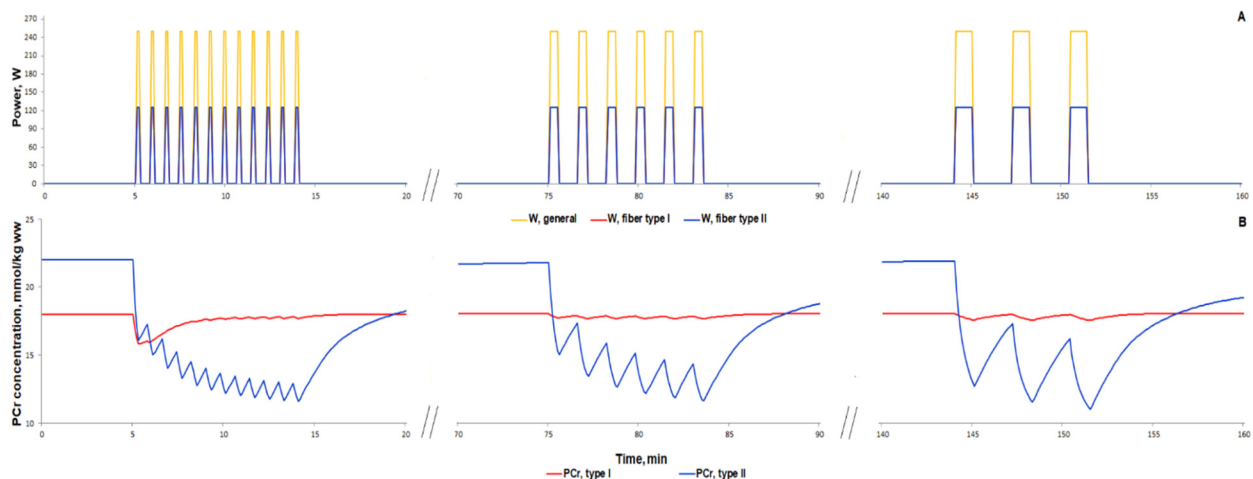 A
Power, W
270
240
210
180
150
120
90
60
30
0
0 5 10 15 20 70 75 80 85 90 140 145 150 155 160
W, general W, fiber type I W, fiber type II
B
PCr concentration, mmol/kg ww
25
20
15
10
0 5 10 15 20 70 75 80 85 90 140 145 150 155 160
Time, min
PCr, type I PCr, type II